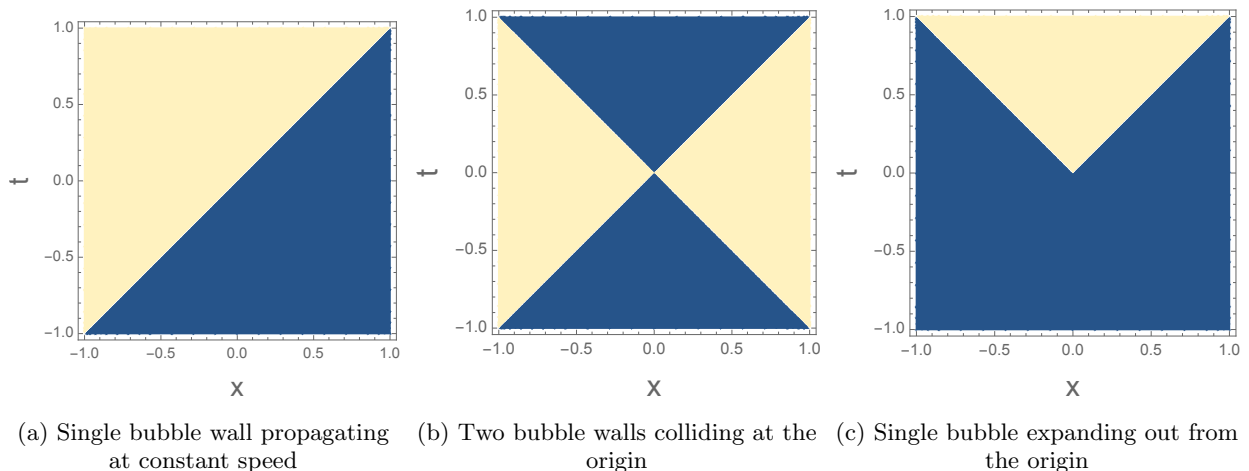 1.0
0.5
0.0
−0.5
−1.0
t
−1.0 −0.5 0.0 0.5 1.0
x
1.0
0.5
0.0
−0.5
−1.0
t
−1.0 −0.5 0.0 0.5 1.0
x
1.0
0.5
0.0
−0.5
−1.0
t
−1.0 −0.5 0.0 0.5 1.0
x
(a) Single bubble wall propagating
at constant speed
(b) Two bubble walls colliding at the
origin
(c) Single bubble expanding out from
the origin